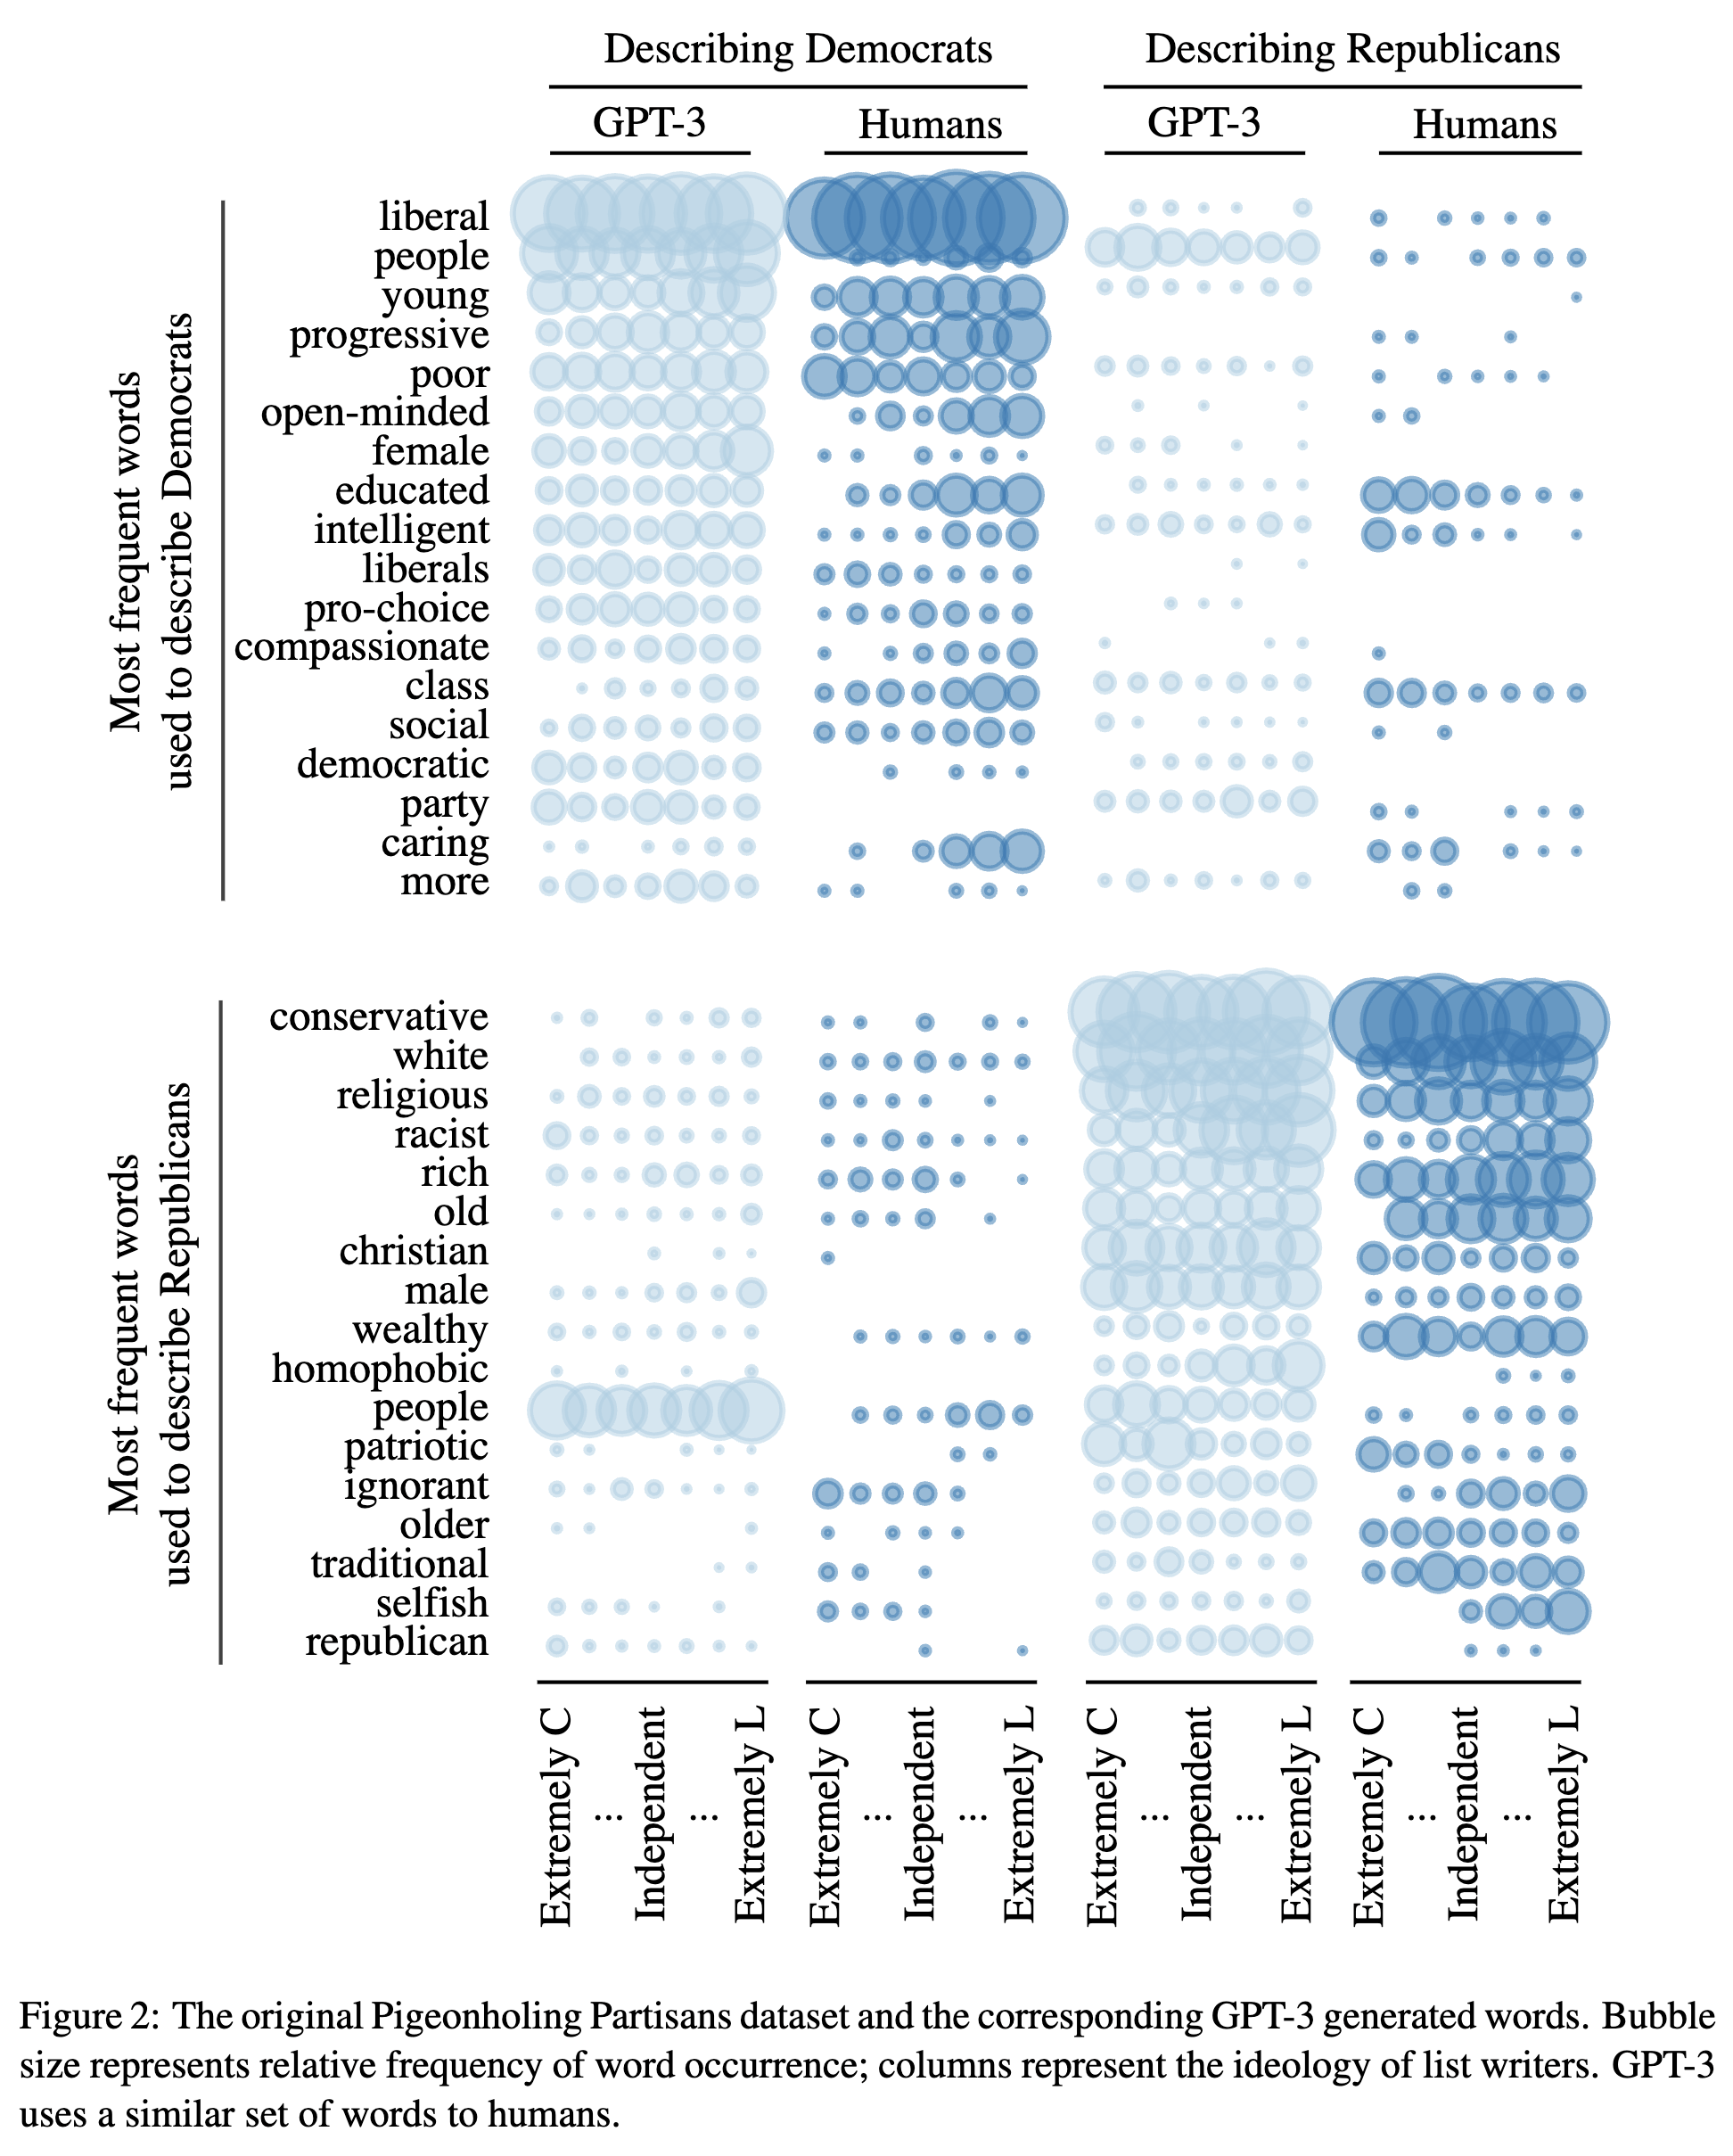 Describing Democrats
Describing Republicans
GPT-3
Humans
GPT-3
Humans
Most frequent words
used to describe Democrats
liberal
people
young
progressive
poor
open-minded
female
educated
intelligent
liberals
pro-choice
compassionate
class
social
democratic
party
caring
more
Most frequent words
used to describe Republicans
conservative
white
religious
racist
rich
old
christian
male
wealthy
homophobic
people
patriotic
ignorant
older
traditional
selfish
republican
Extremely C
...
Independent
...
Extremely L
Extremely C
...
Independent
...
Extremely L
Extremely C
...
Independent
...
Extremely L
Extremely C
...
Independent
...
Extremely L
Figure 2: The original Pigeonholing Partisans dataset and the corresponding GPT-3 generated words. Bubble
size represents relative frequency of word occurrence; columns represent the ideology of list writers. GPT-3
uses a similar set of words to humans.